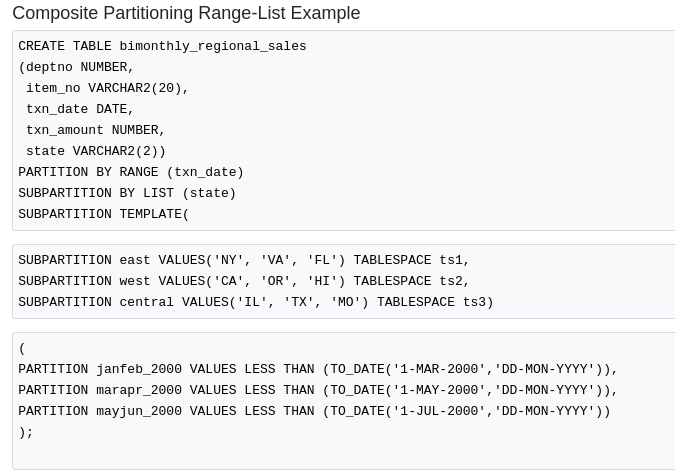 Composite Partitioning Range-List Example
CREATE TABLE bimonthly_regional_sales
(deptno NUMBER,
 item_no VARCHAR2(20),
 txn_date DATE,
 txn_amount NUMBER,
 state VARCHAR2(2))
PARTITION BY RANGE (txn_date)
SUBPARTITION BY LIST (state)
SUBPARTITION TEMPLATE(
SUBPARTITION east VALUES('NY', 'VA', 'FL') TABLESPACE ts1,
SUBPARTITION west VALUES('CA', 'OR', 'HI') TABLESPACE ts2,
SUBPARTITION central VALUES('IL', 'TX', 'MO') TABLESPACE ts3)
(
PARTITION janfeb_2000 VALUES LESS THAN (TO_DATE('1-MAR-2000','DD-MON-YYYY')),
PARTITION marapr_2000 VALUES LESS THAN (TO_DATE('1-MAY-2000','DD-MON-YYYY')),
PARTITION mayjun_2000 VALUES LESS THAN (TO_DATE('1-JUL-2000','DD-MON-YYYY'))
);